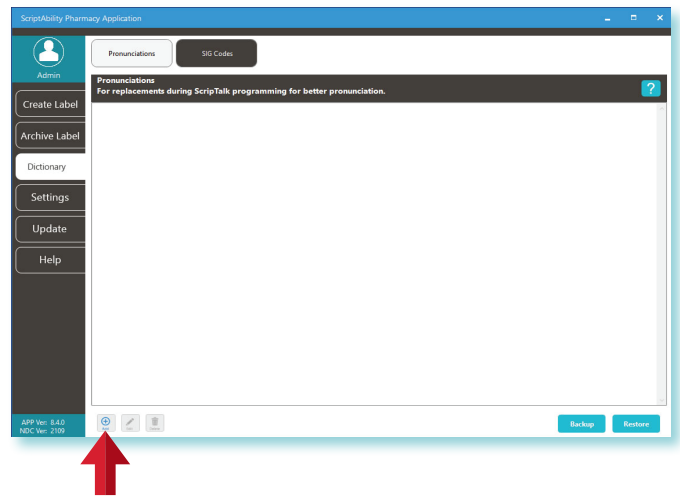 ScriptAbility Pharmacy Application
Admin
Create Label
Archive Label
Dictionary
Settings
Update
Help
APP Ver: 8.4.0
NDC Ver: 2109
Pronunciations
SIG Codes
Pronunciations
For replacements during ScripTalk programming for better pronunciation.
?
Backup
Restore